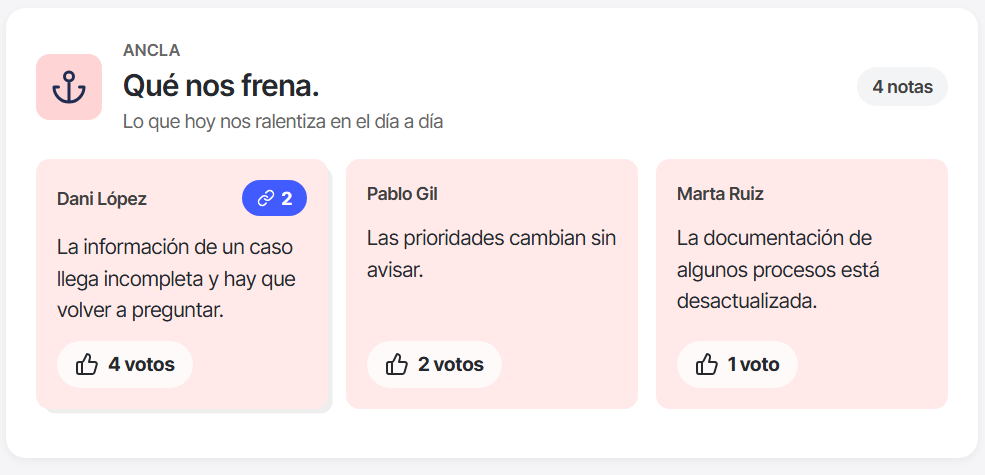 ANCLA
Qué nos frena.
Lo que hoy nos ralentiza en el día a día
4 notas
Dani López
2
La información de un caso
llega incompleta y hay que
volver a preguntar.
4 votos
Pablo Gil
Las prioridades cambian sin
avisar.
2 votos
Marta Ruiz
La documentación de
algunos procesos está
desactualizada.
1 voto